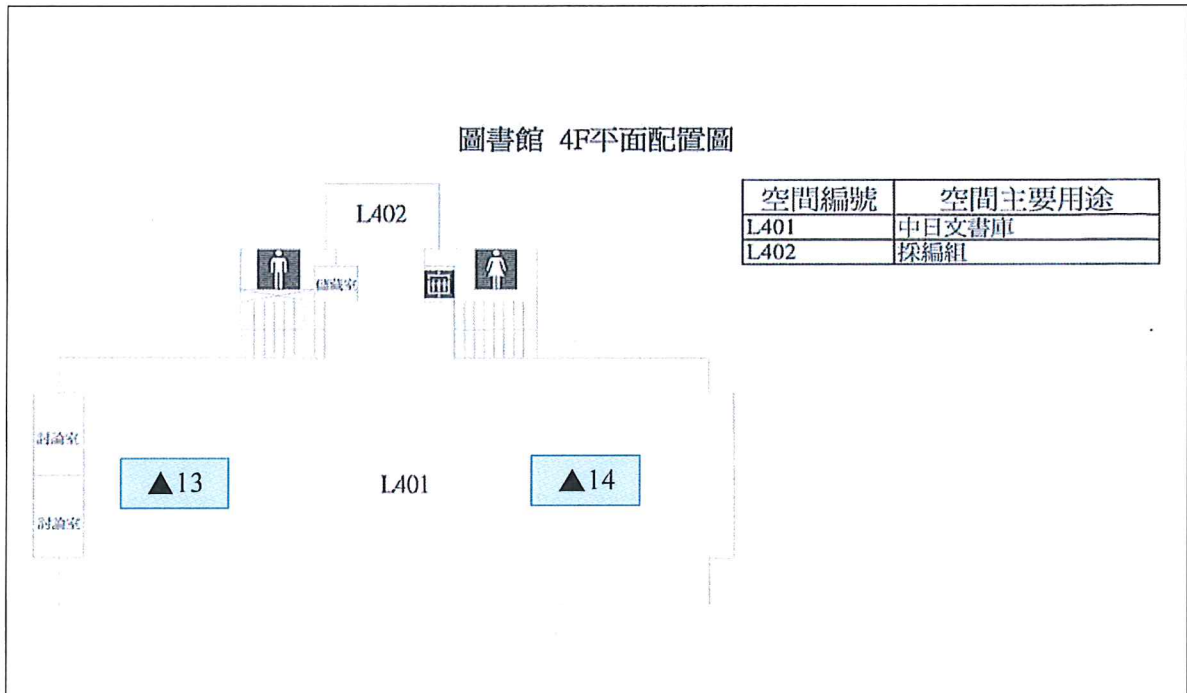 圖書館 4F平面配置圖
空間編號 空間主要用途
L401 中日文書庫
L402 採編組
L402
儲藏室
討論室
▲13
L401
▲14
討論室